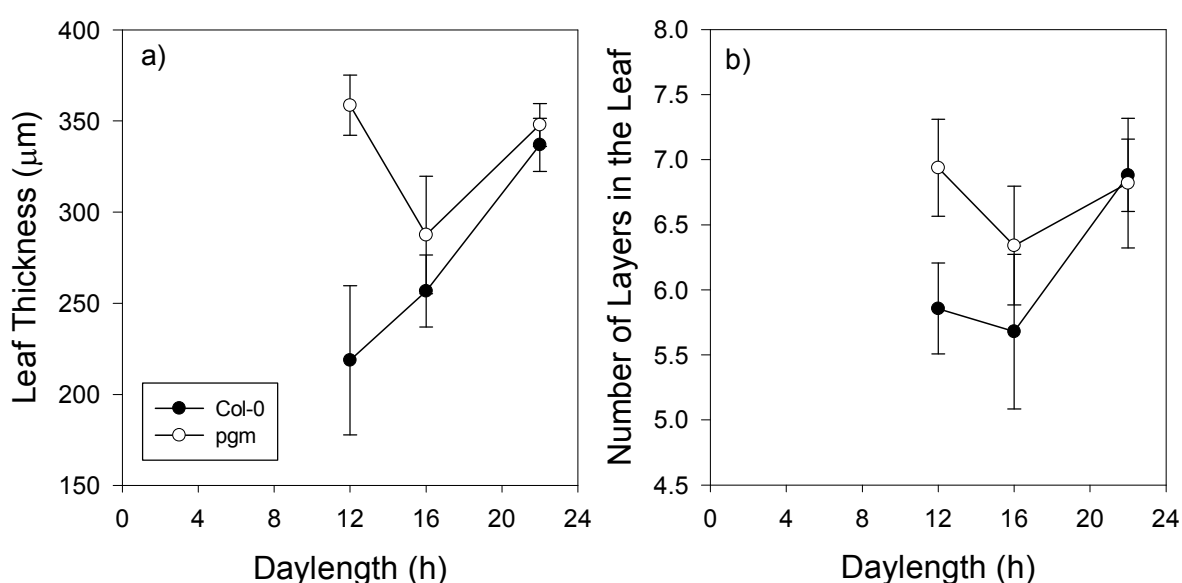 a)
Leaf Thickness (μm)
400
350
300
250
200
150
Col-0
pgm
0 4 8 12 16 20 24
Daylength (h)
b)
Number of Layers in the Leaf
8.0
7.5
7.0
6.5
6.0
5.5
5.0
4.5
0 4 8 12 16 20 24
Daylength (h)